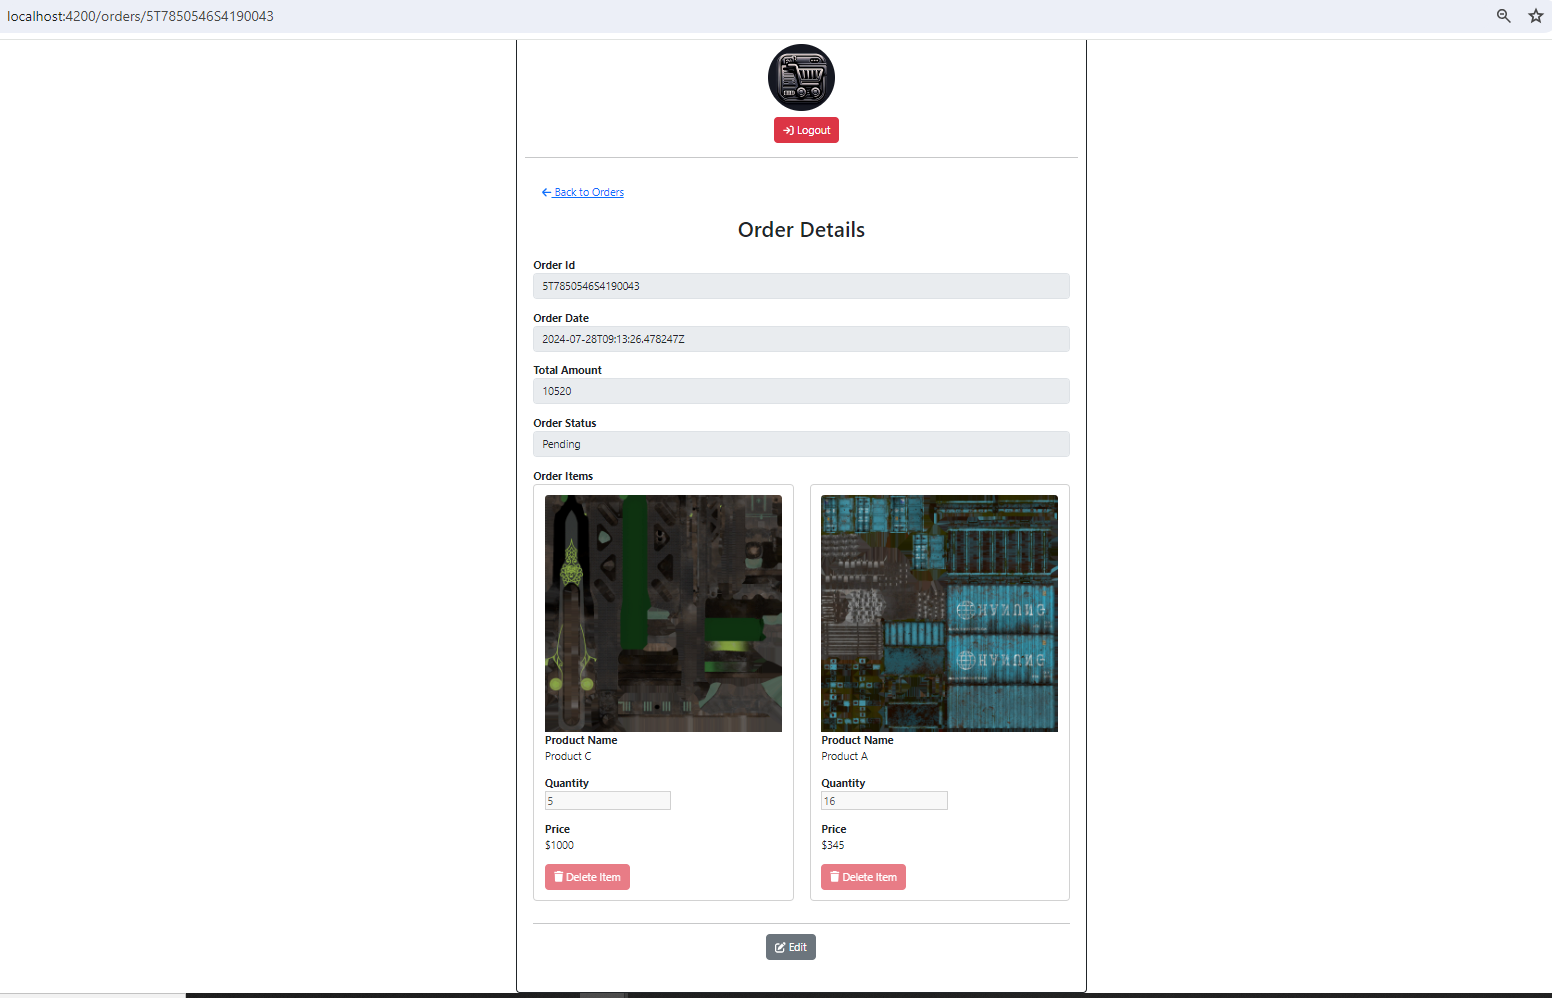 localhost:4200/orders/5T7850546S4190043
Logout
Back to Orders
Order Details
Order Id
5T7850546S4190043
Order Date
2024-07-28T09:13:26.478247Z
Total Amount
10520
Order Status
Pending
Order Items
Product Name
Product C
Quantity
5
Price
$1000
Delete Item
Product Name
Product A
Quantity
16
Price
$345
Delete Item
Edit